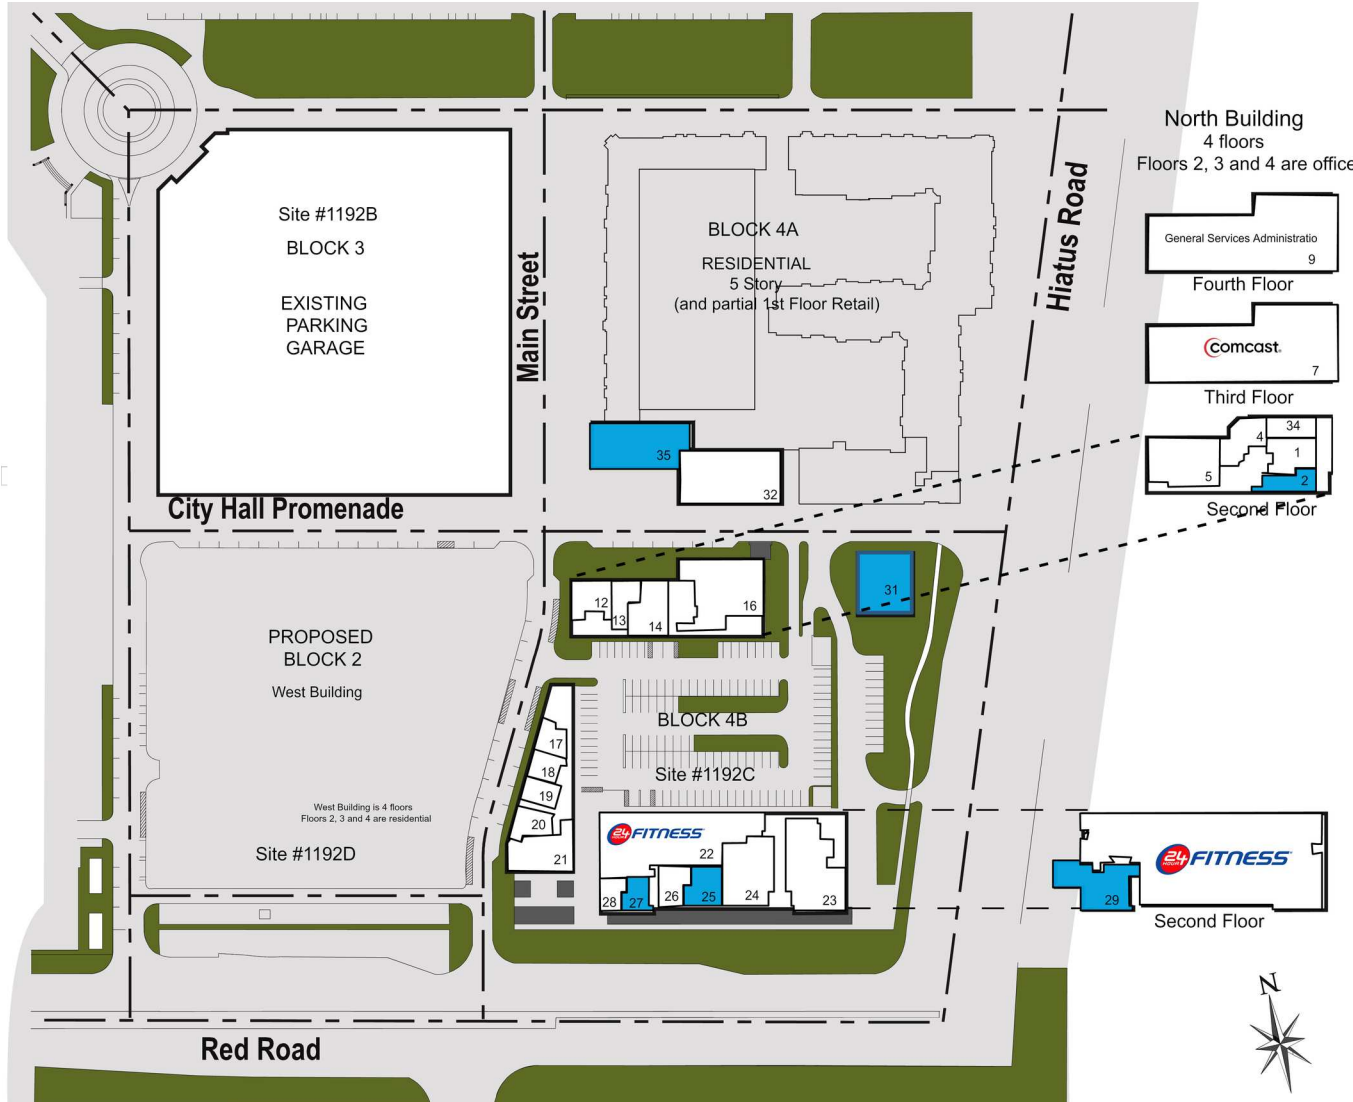 North Building
4 floors
Floors 2, 3 and 4 are office
Site #1192B
BLOCK 3
EXISTING
PARKING
GARAGE
Main Street
BLOCK 4A
RESIDENTIAL
5 Story
(and partial 1st Floor Retail)
Hiatus Road
General Services Administratio
9
Fourth Floor
comcast.
7
Third Floor
34
4
1
5
2
Second Floor
35
32
City Hall Promenade
12
13
14
16
31
PROPOSED
BLOCK 2
West Building
BLOCK 4B
Site #1192C
17
18
19
20
21
West Building is 4 floors
Floors 2, 3 and 4 are residential
Site #1192D
24 HOUR FITNESS
22
28
27
26
25
24
23
24 HOUR FITNESS
29
Second Floor
N
Red Road